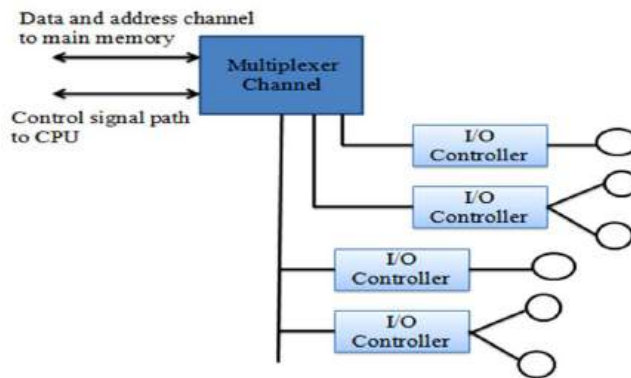 Data and address channel
to main memory
Multiplexer
Channel
Control signal path
to CPU
I/O
Controller
I/O
Controller
I/O
Controller
I/O
Controller